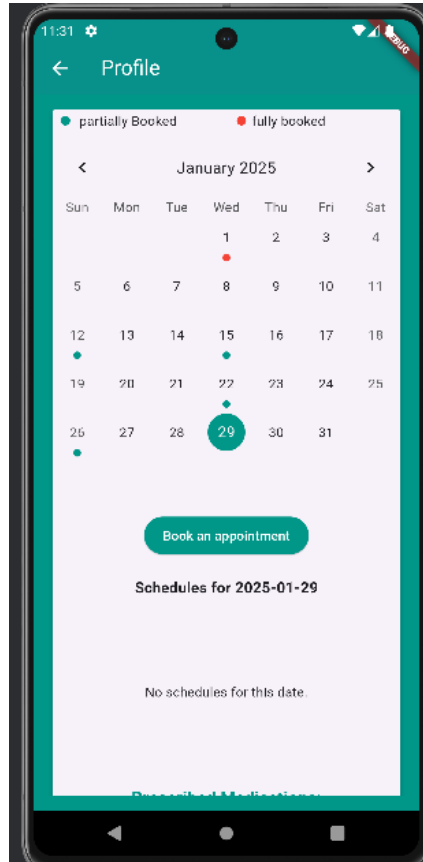 11:31
DEBUG
Profile
partially Booked fully booked
January 2025
Sun Mon Tue Wed Thu Fri Sat
1 2 3 4
5 6 7 8 9 10 11
12 13 14 15 16 17 18
19 20 21 22 23 24 25
26 27 28 29 30 31
Book an appointment
Schedules for 2025-01-29
No schedules for this date.
Prescribed Medications: